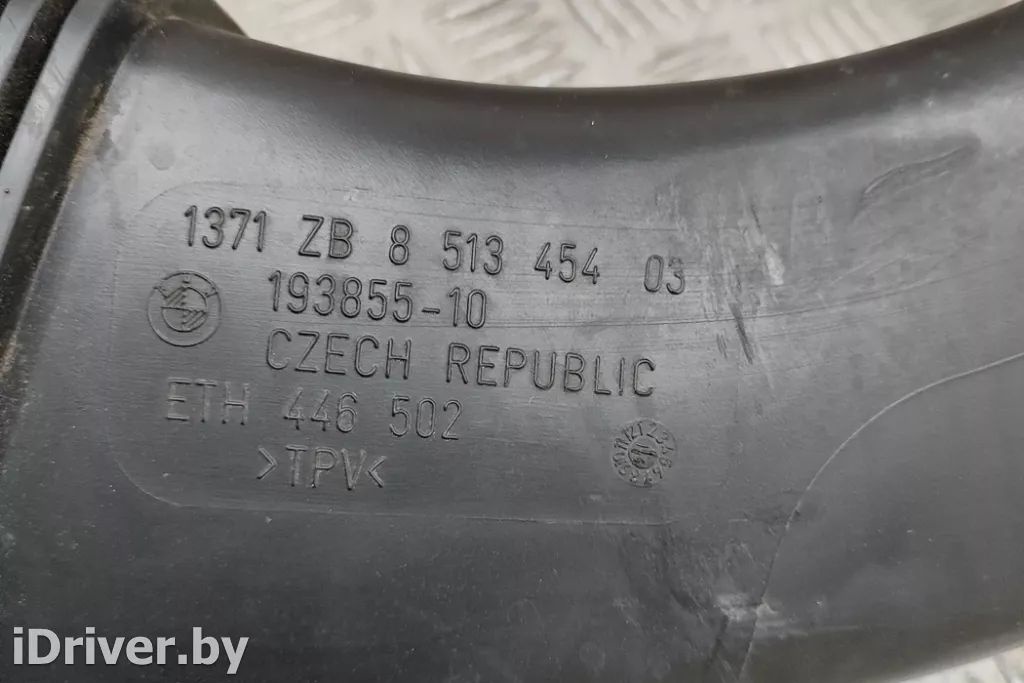 1371 ZB 8 513 454 03
193855-10
CZECH REPUBLIC
ETH 446 502
>TPV<
iDriver.by